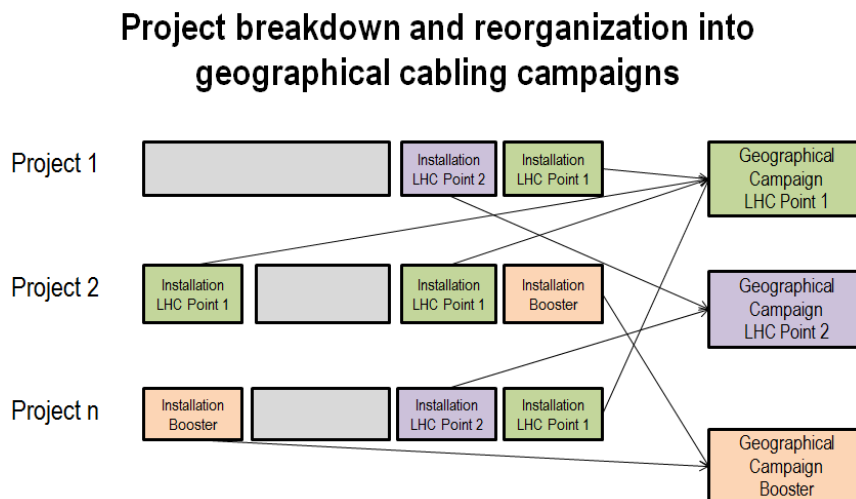 Project breakdown and reorganization into
geographical cabling campaigns
Project 1
Installation
LHC Point 2
Installation
LHC Point 1
Geographical
Campaign
LHC Point 1
Project 2
Installation
LHC Point 1
Installation
LHC Point 1
Installation
Booster
Geographical
Campaign
LHC Point 2
Project n
Installation
Booster
Installation
LHC Point 2
Installation
LHC Point 1
Geographical
Campaign
Booster